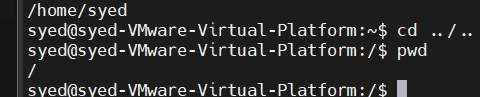 /home/syed
syed@syed-VMware-Virtual-Platform:~$ cd ../..
syed@syed-VMware-Virtual-Platform:/$ pwd
/
syed@syed-VMware-Virtual-Platform:/$